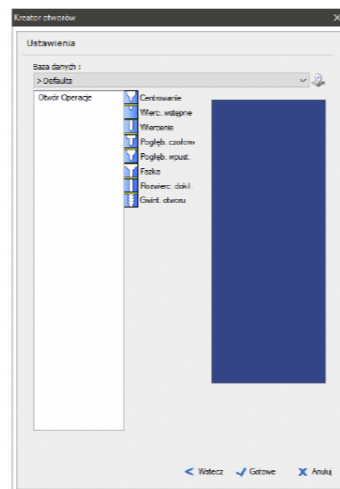 Kreator otworów
Ustawienia
Baza danych :
> Defaults
Otwór Operacje
Centrowanie
Wierc. wstępne
Wiercenie
Pogłęb. czołowe
Pogłęb. wpust.
Fazka
Rozwierc. dokł.
Gwint. otworu
< Wstecz
Gotowe
Anuluj